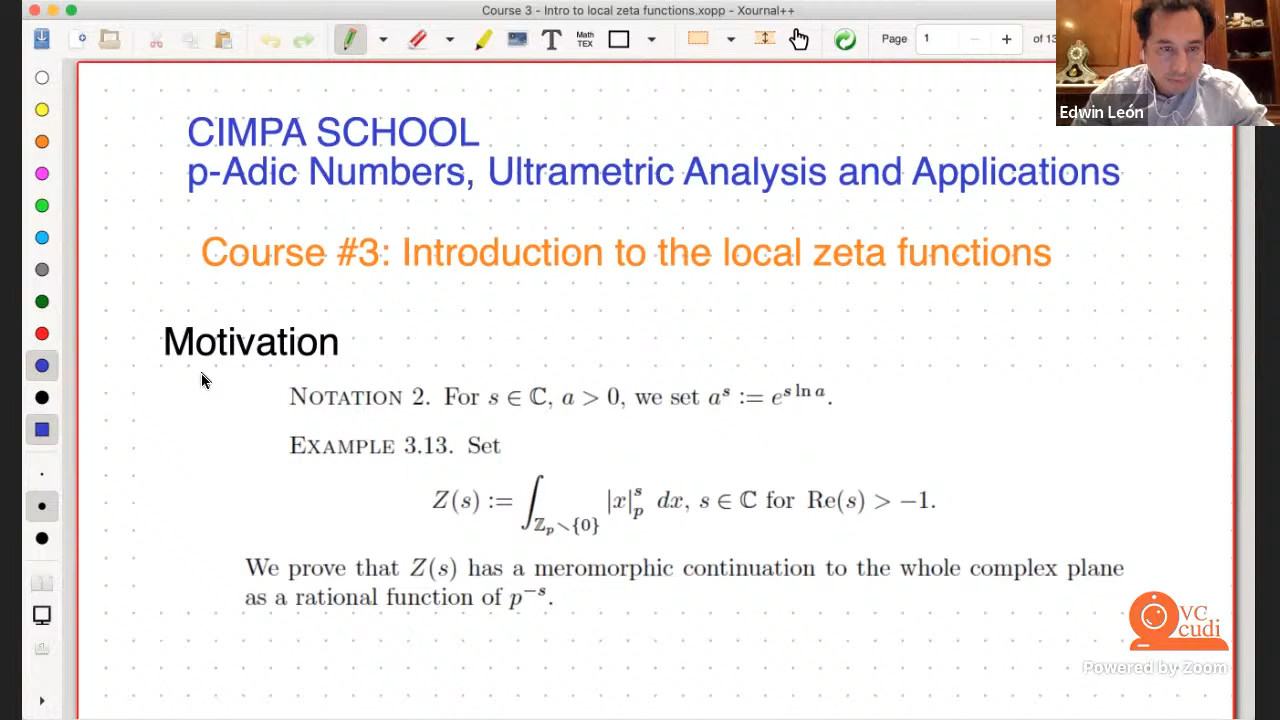 Course 3 - Intro to local zeta functions.xopp - Xournal++
T
Math
TEX
Page 1 of 13
Edwin León
CIMPA SCHOOL
p-Adic Numbers, Ultrametric Analysis and Applications
Course #3: Introduction to the local zeta functions
Motivation
NOTATION 2. For s ∈ ℂ, a > 0, we set a^s := e^{s ln a}.
EXAMPLE 3.13. Set
Z(s) := ∫_{ℤ_p∖{0}} |x|_p^s dx, s ∈ ℂ for Re(s) > −1.
We prove that Z(s) has a meromorphic continuation to the whole complex plane
as a rational function of p^{−s}.
VC
cudi
Powered by Zoom